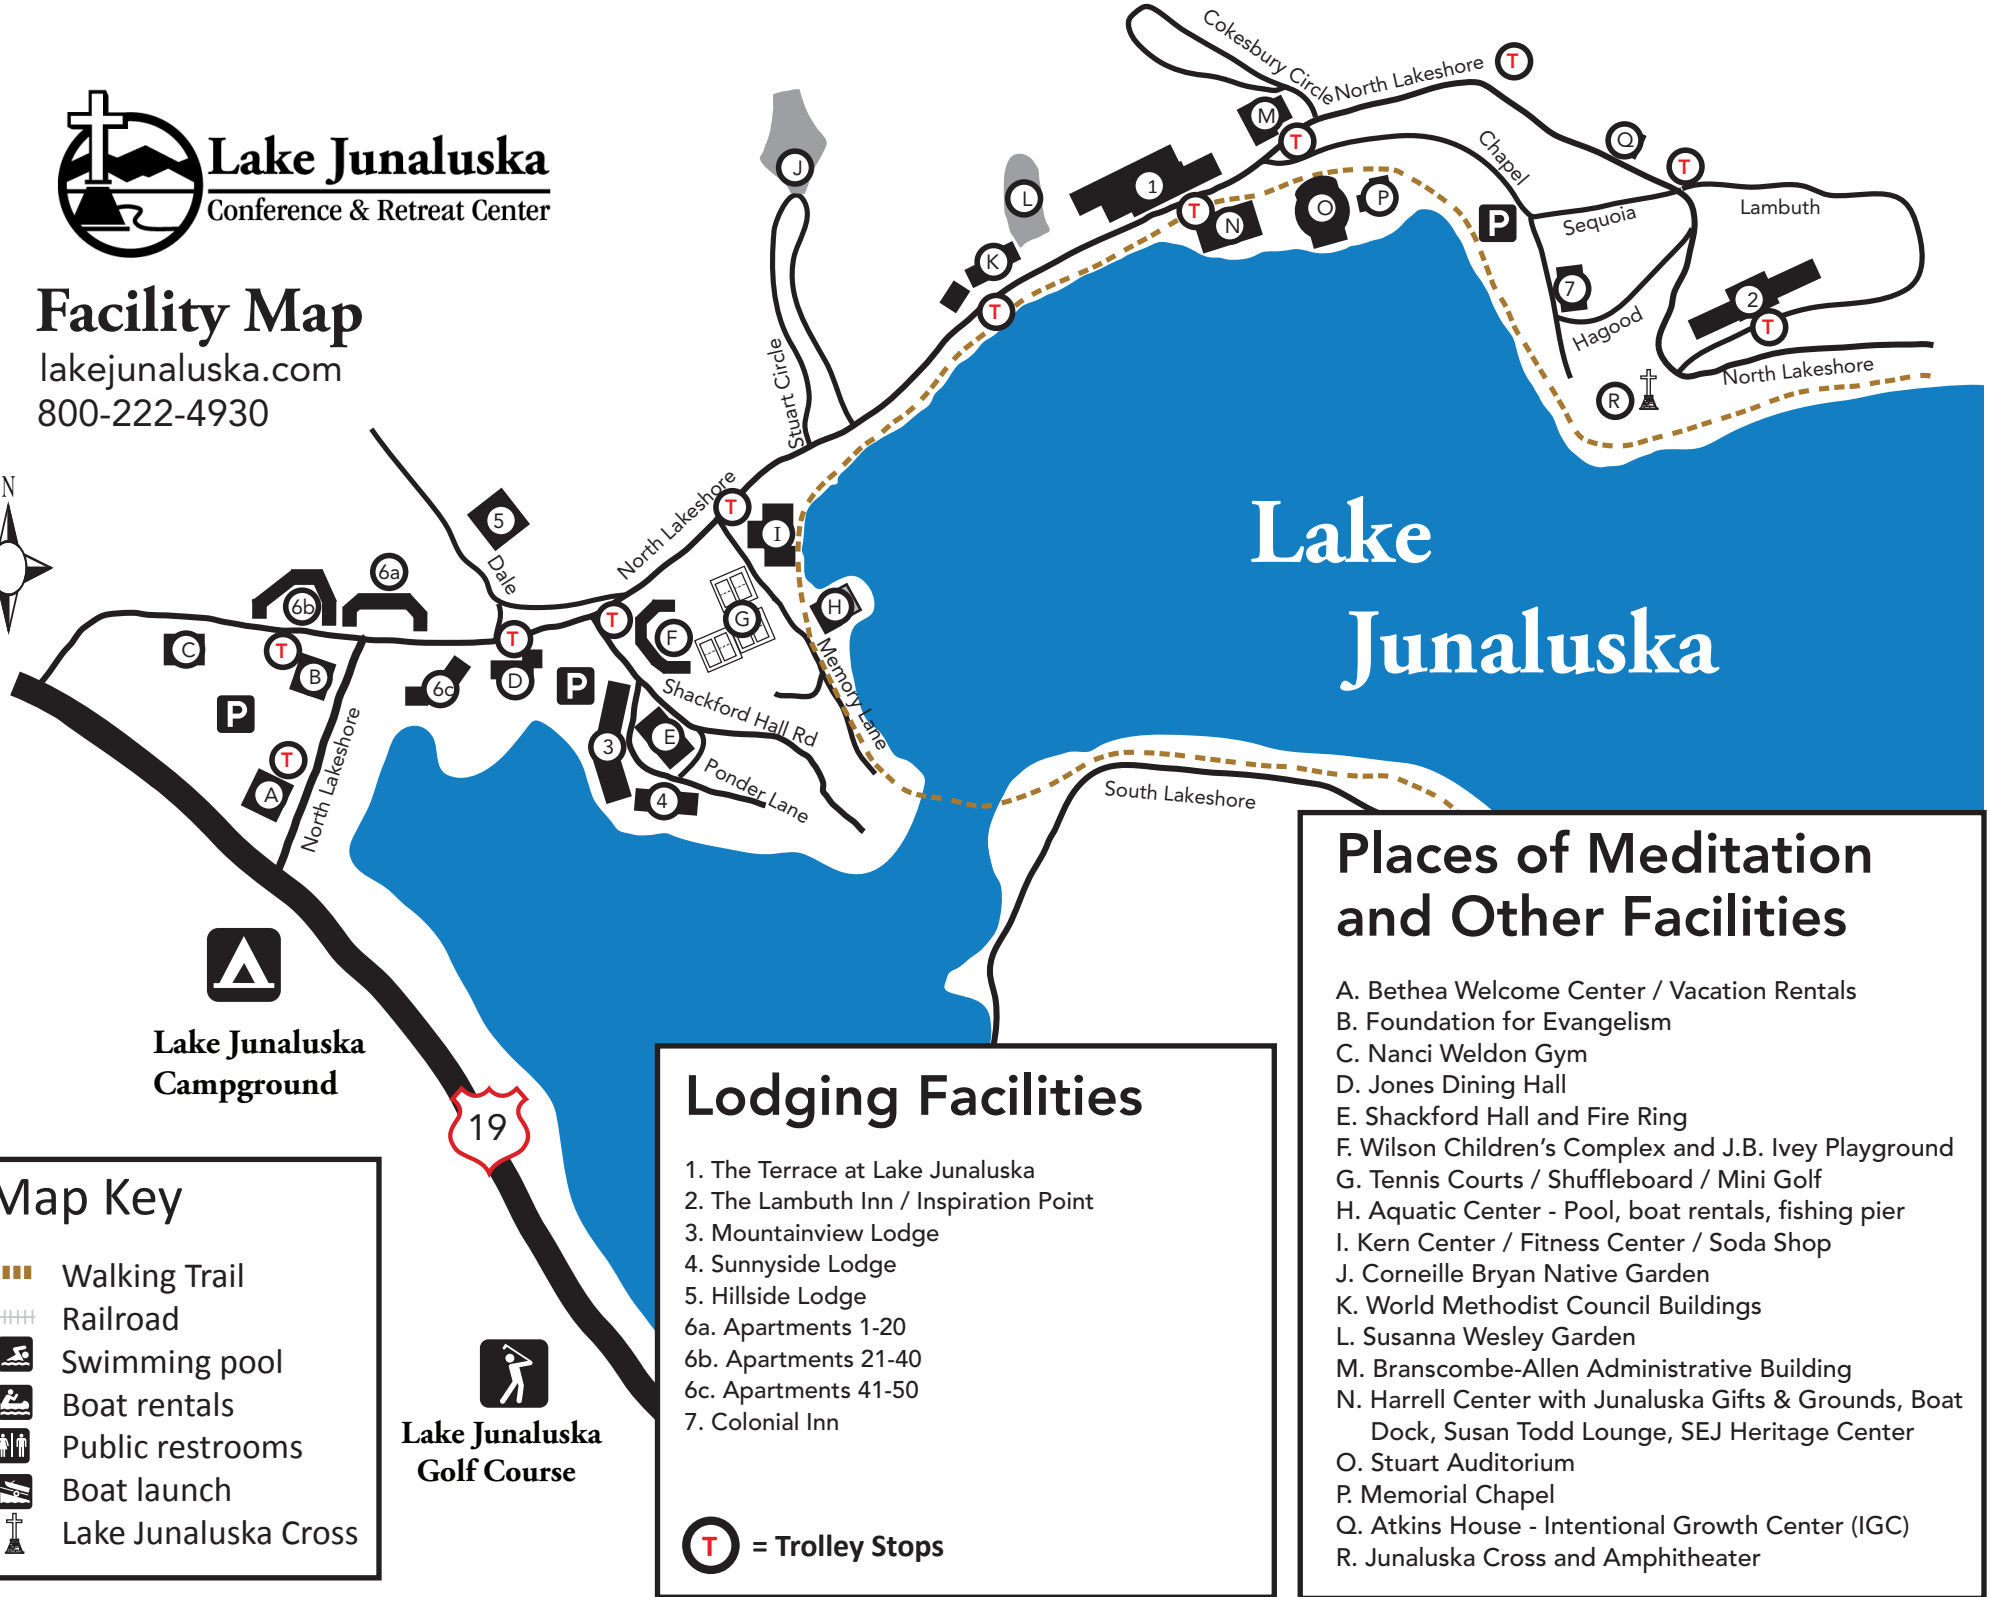 Lake Junaluska
Conference & Retreat Center
Facility Map
lakejunaluska.com
800-222-4930
N
Cokesbury Circle
North Lakeshore
T
M
T
Q
T
Chapel
J
L
1
T
N
O
P
P
Sequoia
Lambuth
K
T
7
2
T
Hagood
North Lakeshore
R
Stuart Circle
North Lakeshore
T
I
5
Dale
6a
6b
T
F
G
H
T
C
T
B
6c
D
P
P
Shackford Hall Rd
Memory Lane
3
E
T
A
North Lakeshore
4
Ponder Lane
South Lakeshore
Lake
Junaluska
Lake Junaluska
Campground
19
Lake Junaluska
Golf Course
Map Key
Walking Trail
Railroad
Swimming pool
Boat rentals
Public restrooms
Boat launch
Lake Junaluska Cross
Lodging Facilities
1. The Terrace at Lake Junaluska
2. The Lambuth Inn / Inspiration Point
3. Mountainview Lodge
4. Sunnyside Lodge
5. Hillside Lodge
6a. Apartments 1-20
6b. Apartments 21-40
6c. Apartments 41-50
7. Colonial Inn
T = Trolley Stops
Places of Meditation
and Other Facilities
A. Bethea Welcome Center / Vacation Rentals
B. Foundation for Evangelism
C. Nanci Weldon Gym
D. Jones Dining Hall
E. Shackford Hall and Fire Ring
F. Wilson Children's Complex and J.B. Ivey Playground
G. Tennis Courts / Shuffleboard / Mini Golf
H. Aquatic Center - Pool, boat rentals, fishing pier
I. Kern Center / Fitness Center / Soda Shop
J. Corneille Bryan Native Garden
K. World Methodist Council Buildings
L. Susanna Wesley Garden
M. Branscombe-Allen Administrative Building
N. Harrell Center with Junaluska Gifts & Grounds, Boat
Dock, Susan Todd Lounge, SEJ Heritage Center
O. Stuart Auditorium
P. Memorial Chapel
Q. Atkins House - Intentional Growth Center (IGC)
R. Junaluska Cross and Amphitheater